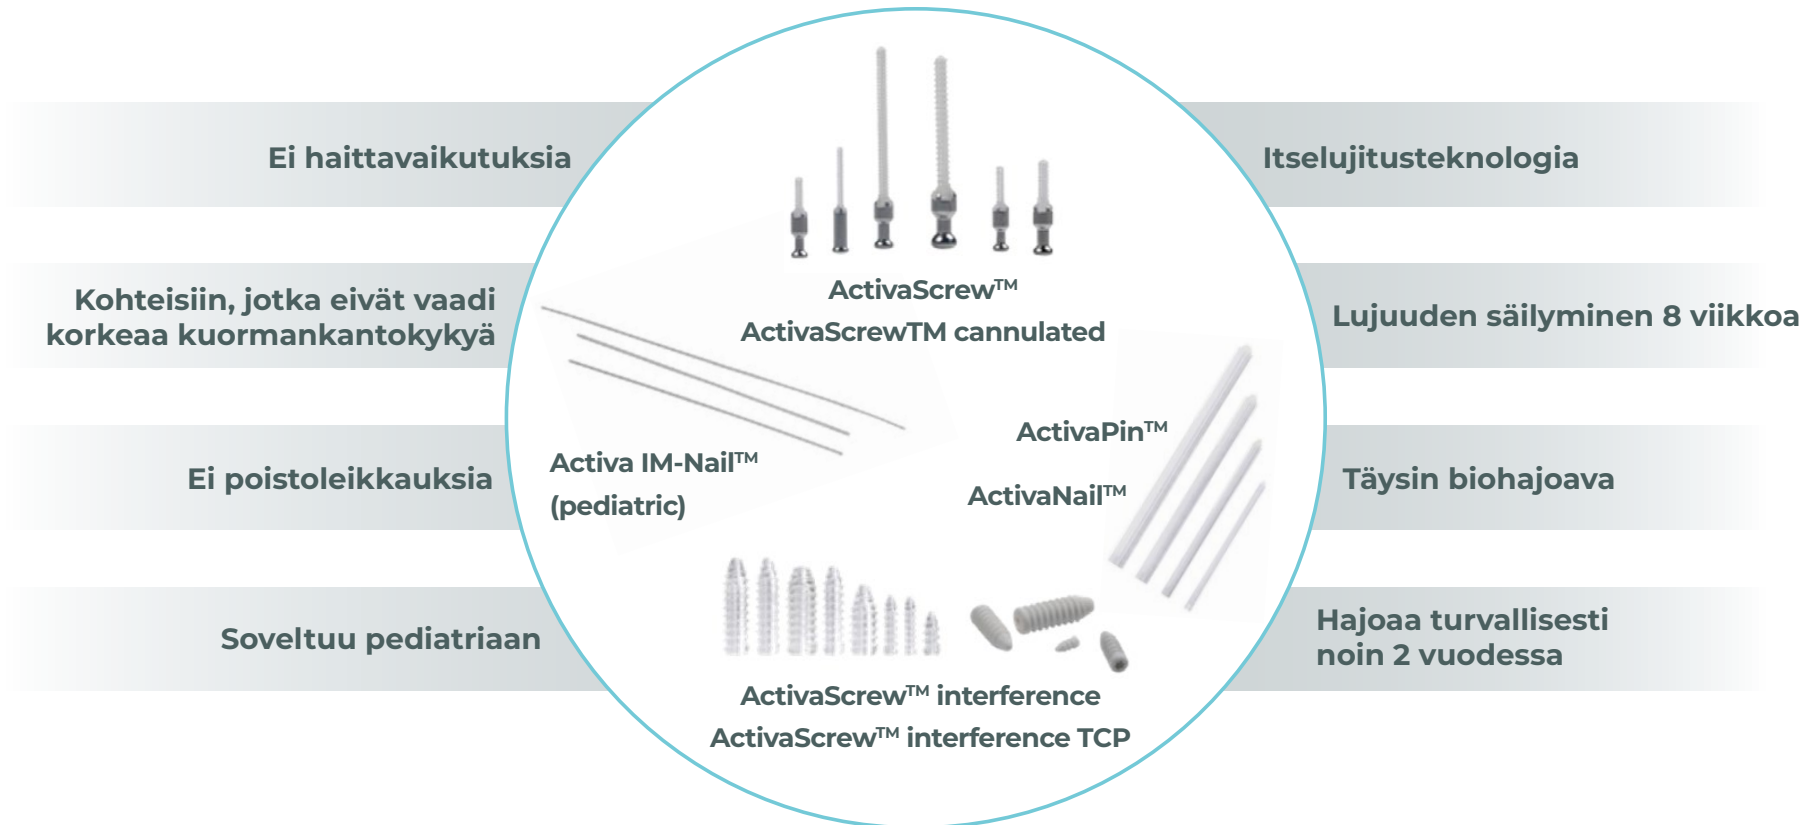 Ei haittavaikutuksia
Kohteisiin, jotka eivät vaadi
korkeaa kuormankantokykyä
Ei poistoleikkauksia
Soveltuu pediatriaan
ActivaScrew™
ActivaScrewTM cannulated
Activa IM-Nail™
(pediatric)
ActivaPin™
ActivaNail™
ActivaScrew™ interference
ActivaScrew™ interference TCP
Itselujitusteknologia
Lujuuden säilyminen 8 viikkoa
Täysin biohajoava
Hajoaa turvallisesti
noin 2 vuodessa